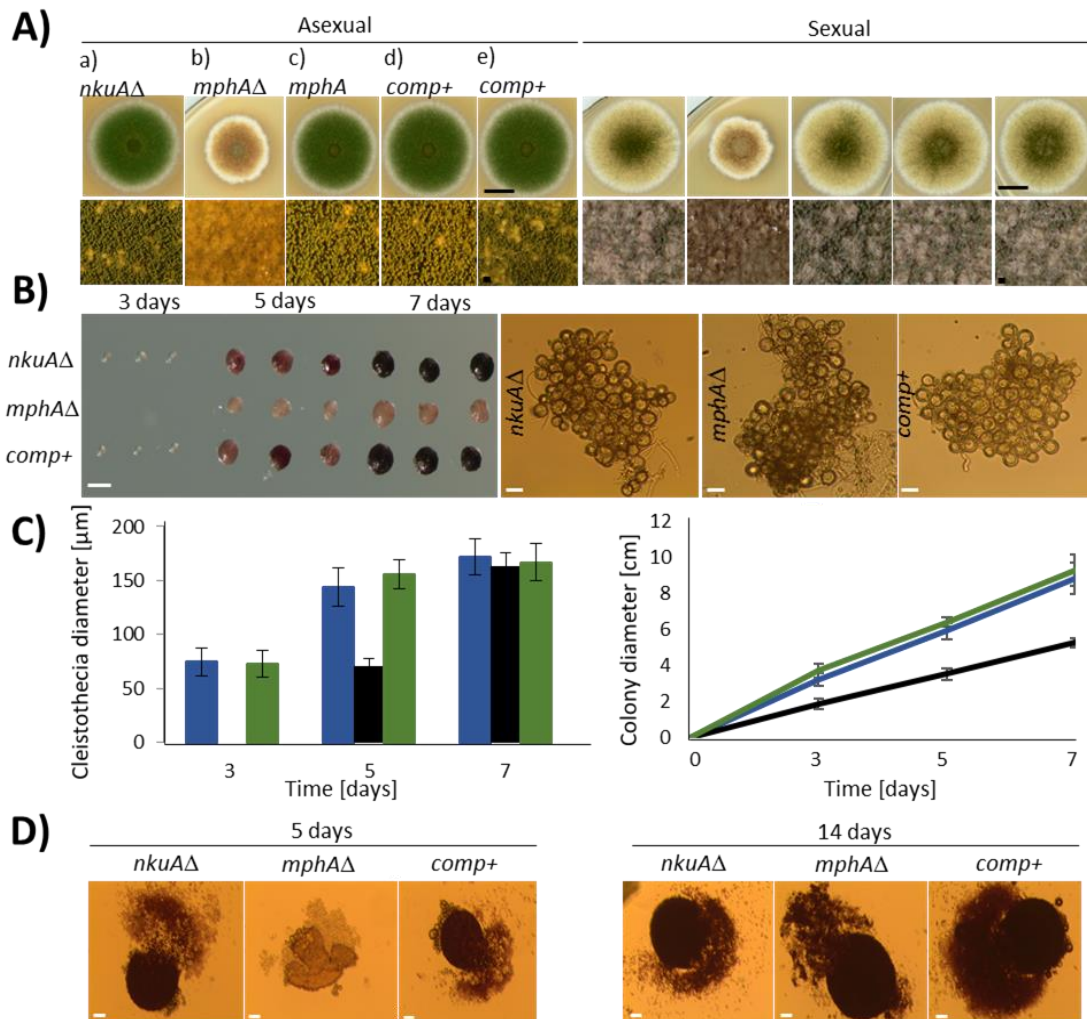 A)
Asexual
Sexual
a)
b)
c)
d)
e)
nkuAΔ
mphAΔ
mphA
comp+
comp+
B)
3 days
5 days
7 days
nkuAΔ
mphAΔ
comp+
nkuAΔ
mphAΔ
comp+
C)
Cleistothecia diameter [µm]
200
150
100
50
0
3
5
7
Time [days]
Colony diameter [cm]
12
10
8
6
4
2
0
0
3
5
7
Time [days]
D)
5 days
14 days
nkuAΔ
mphAΔ
comp+
nkuAΔ
mphAΔ
comp+